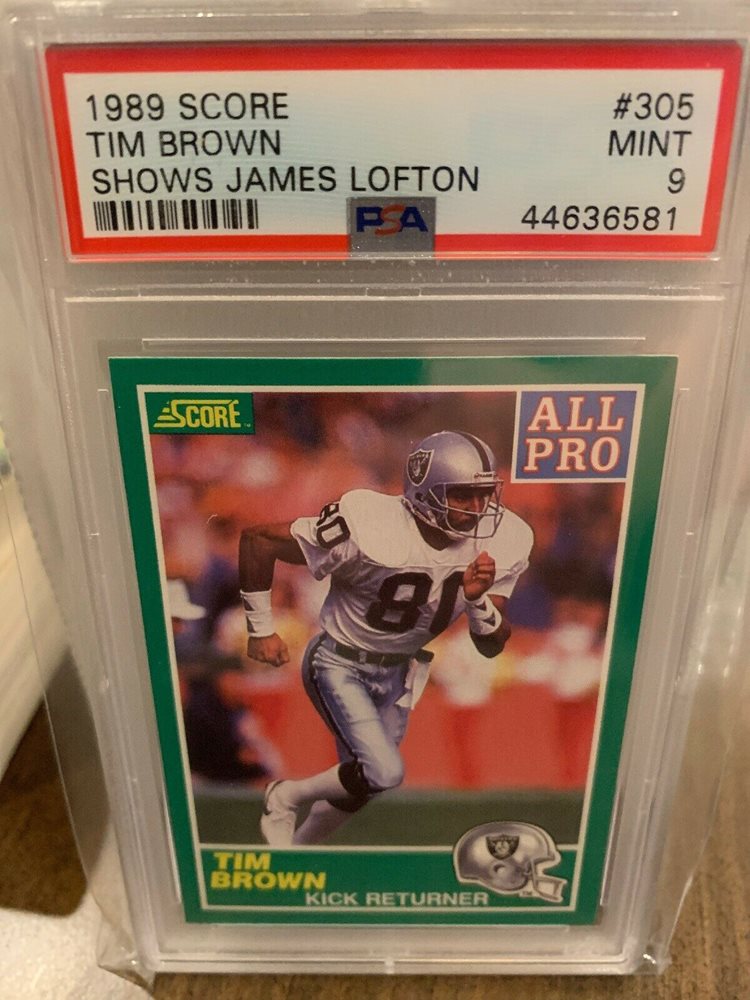 1989 SCORE #305
TIM BROWN MINT
SHOWS JAMES LOFTON 9
PSA 44636581
SCORE
ALL
PRO
80
80
TIM
BROWN
KICK RETURNER